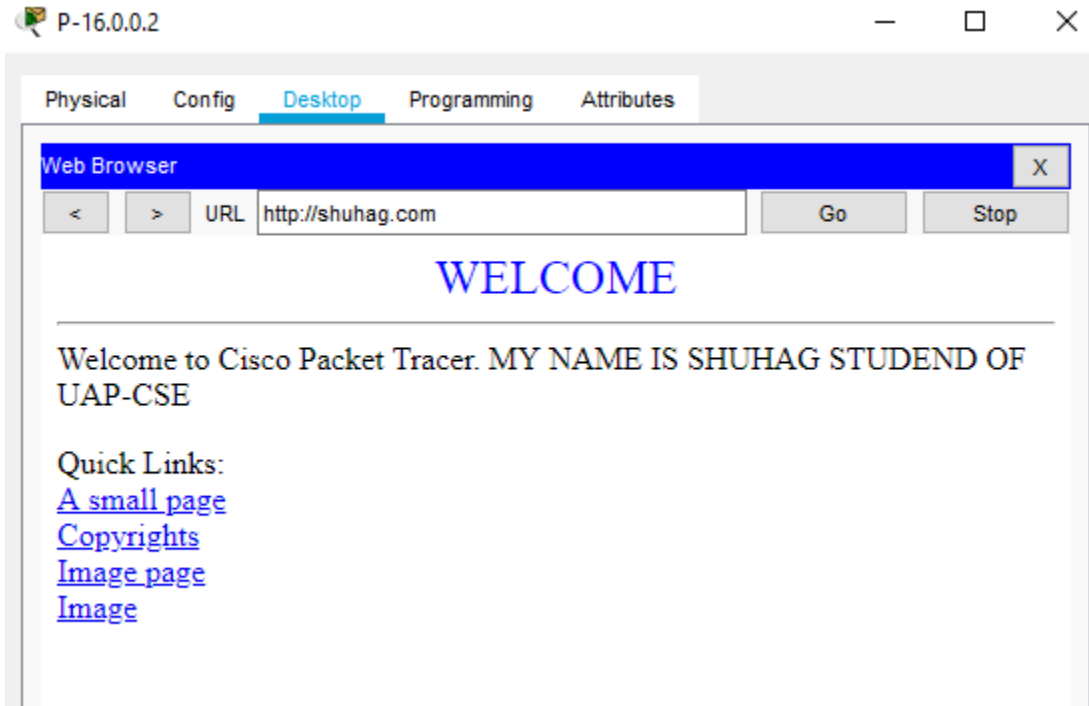 P-16.0.0.2
Physical Config Desktop Programming Attributes
Web Browser X
< > URL http://shuhag.com Go Stop
WELCOME
Welcome to Cisco Packet Tracer. MY NAME IS SHUHAG STUDEND OF
UAP-CSE
Quick Links:
A small page
Copyrights
Image page
Image